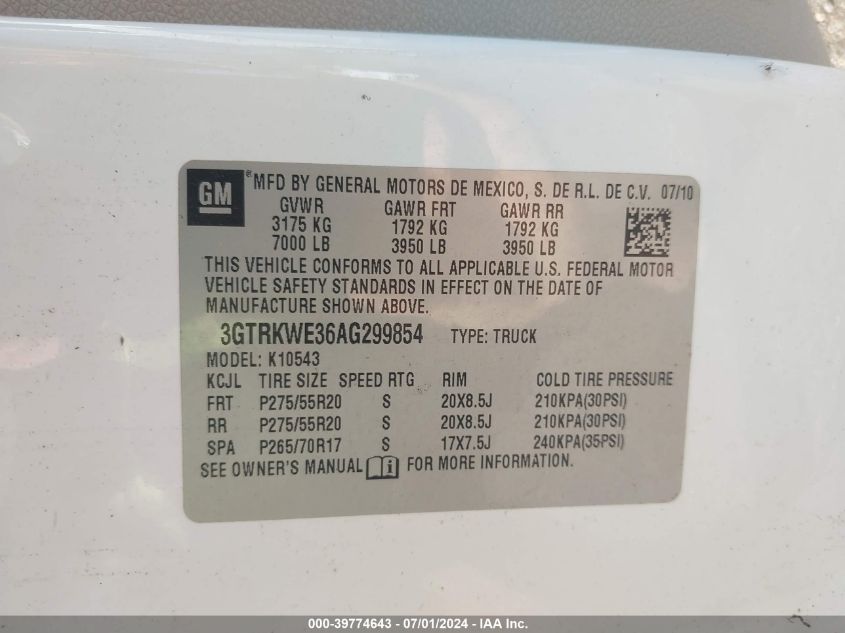 GM ® MFD BY GENERAL MOTORS DE MEXICO, S. DE R.L. DE C.V. 07/10
GVWR GAWR FRT GAWR RR
3175 KG 1792 KG 1792 KG
7000 LB 3950 LB 3950 LB
THIS VEHICLE CONFORMS TO ALL APPLICABLE U.S. FEDERAL MOTOR
VEHICLE SAFETY STANDARDS IN EFFECT ON THE DATE OF
MANUFACTURE SHOWN ABOVE.
3GTRKWE36AG299854 TYPE: TRUCK
MODEL: K10543
KCJL TIRE SIZE SPEED RTG RIM COLD TIRE PRESSURE
FRT P275/55R20 S 20X8.5J 210KPA(30PSI)
RR P275/55R20 S 20X8.5J 210KPA(30PSI)
SPA P265/70R17 S 17X7.5J 240KPA(35PSI)
SEE OWNER'S MANUAL i FOR MORE INFORMATION.
000-39774643 - 07/01/2024 - IAAI Inc.